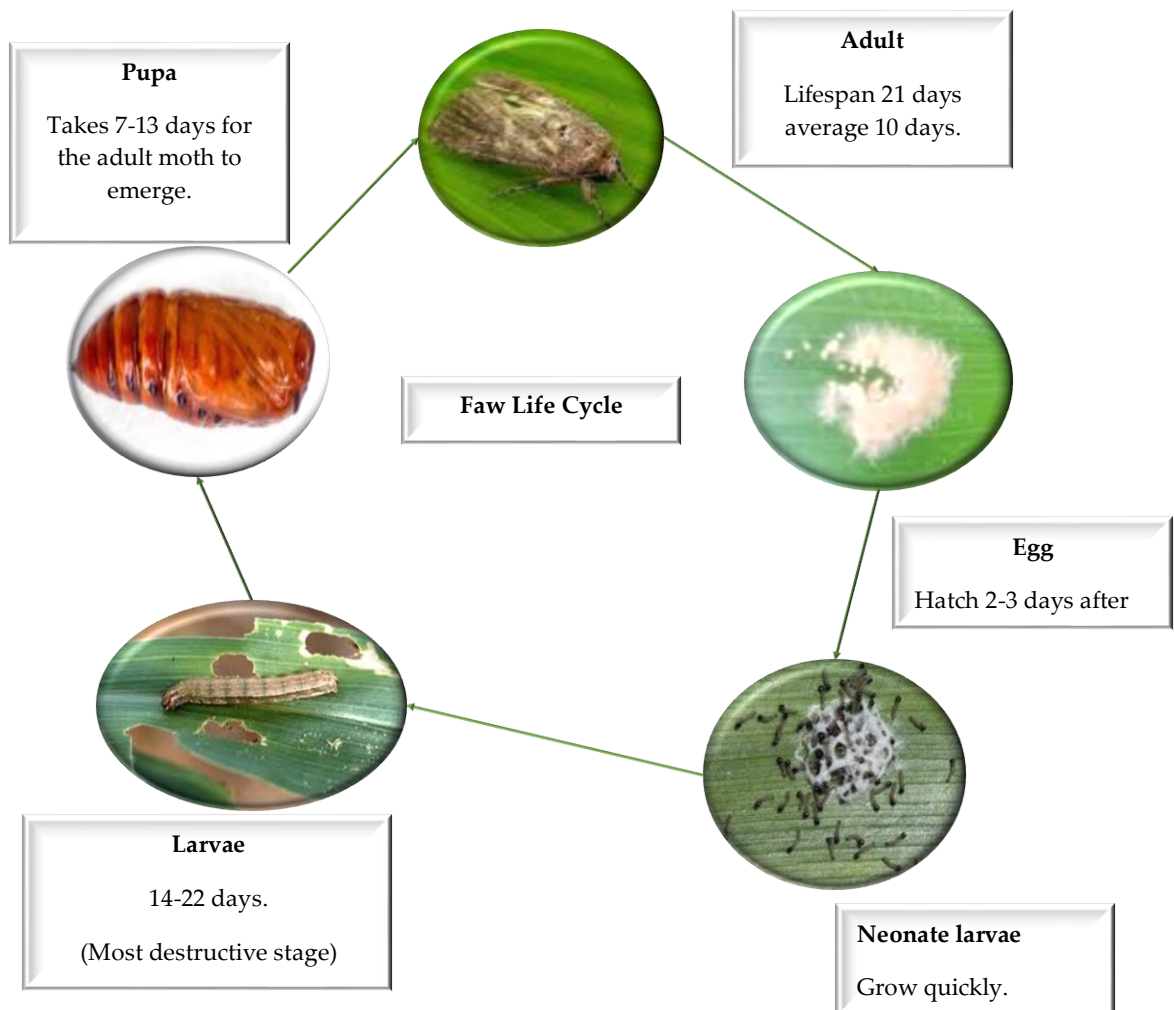 Pupa
Takes 7-13 days for
the adult moth to
emerge.
Adult
Lifespan 21 days
average 10 days.
Faw Life Cycle
Egg
Hatch 2-3 days after
Larvae
14-22 days.
(Most destructive stage)
Neonate larvae
Grow quickly.